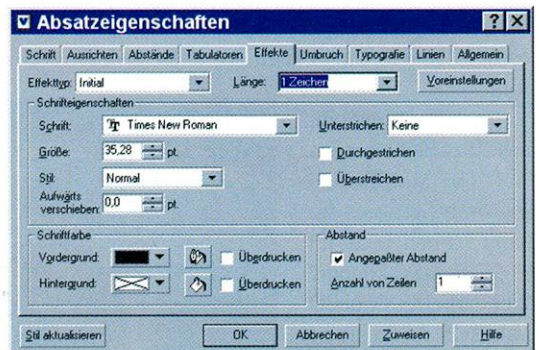 Absatzeigenschaften
Schrift Ausrichten Abstände Tabulatoren Effekte Umbruch Typografie Linien Allgemein
Effekttyp: Initial Länge: 1 Zeichen Voreinstellungen
Schrifteigenschaften
Schrift: Times New Roman Unterstrichen: Keine
Größe: 35,28 pt. Durchgestrichen
Stil: Normal Überstreichen
Aufwärts
verschieben: 0,0 pt.
Schriftfarbe Abstand
Vordergrund: Überdrucken Angepaßter Abstand
Hintergrund: Überdrucken Anzahl von Zeilen 1
Stil aktualisieren OK Abbrechen Zuweisen Hilfe